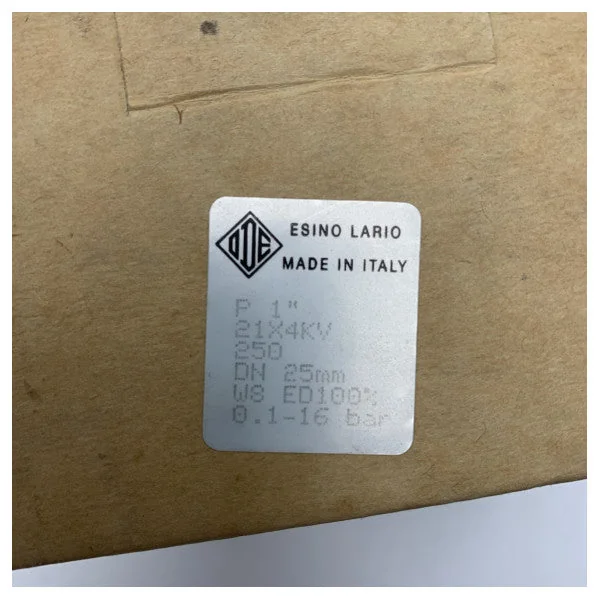 ODE
ESINO LARIO
MADE IN ITALY
P 1"
21X4KV
250
DN 25mm
W8 ED100%
0.1-16 bar